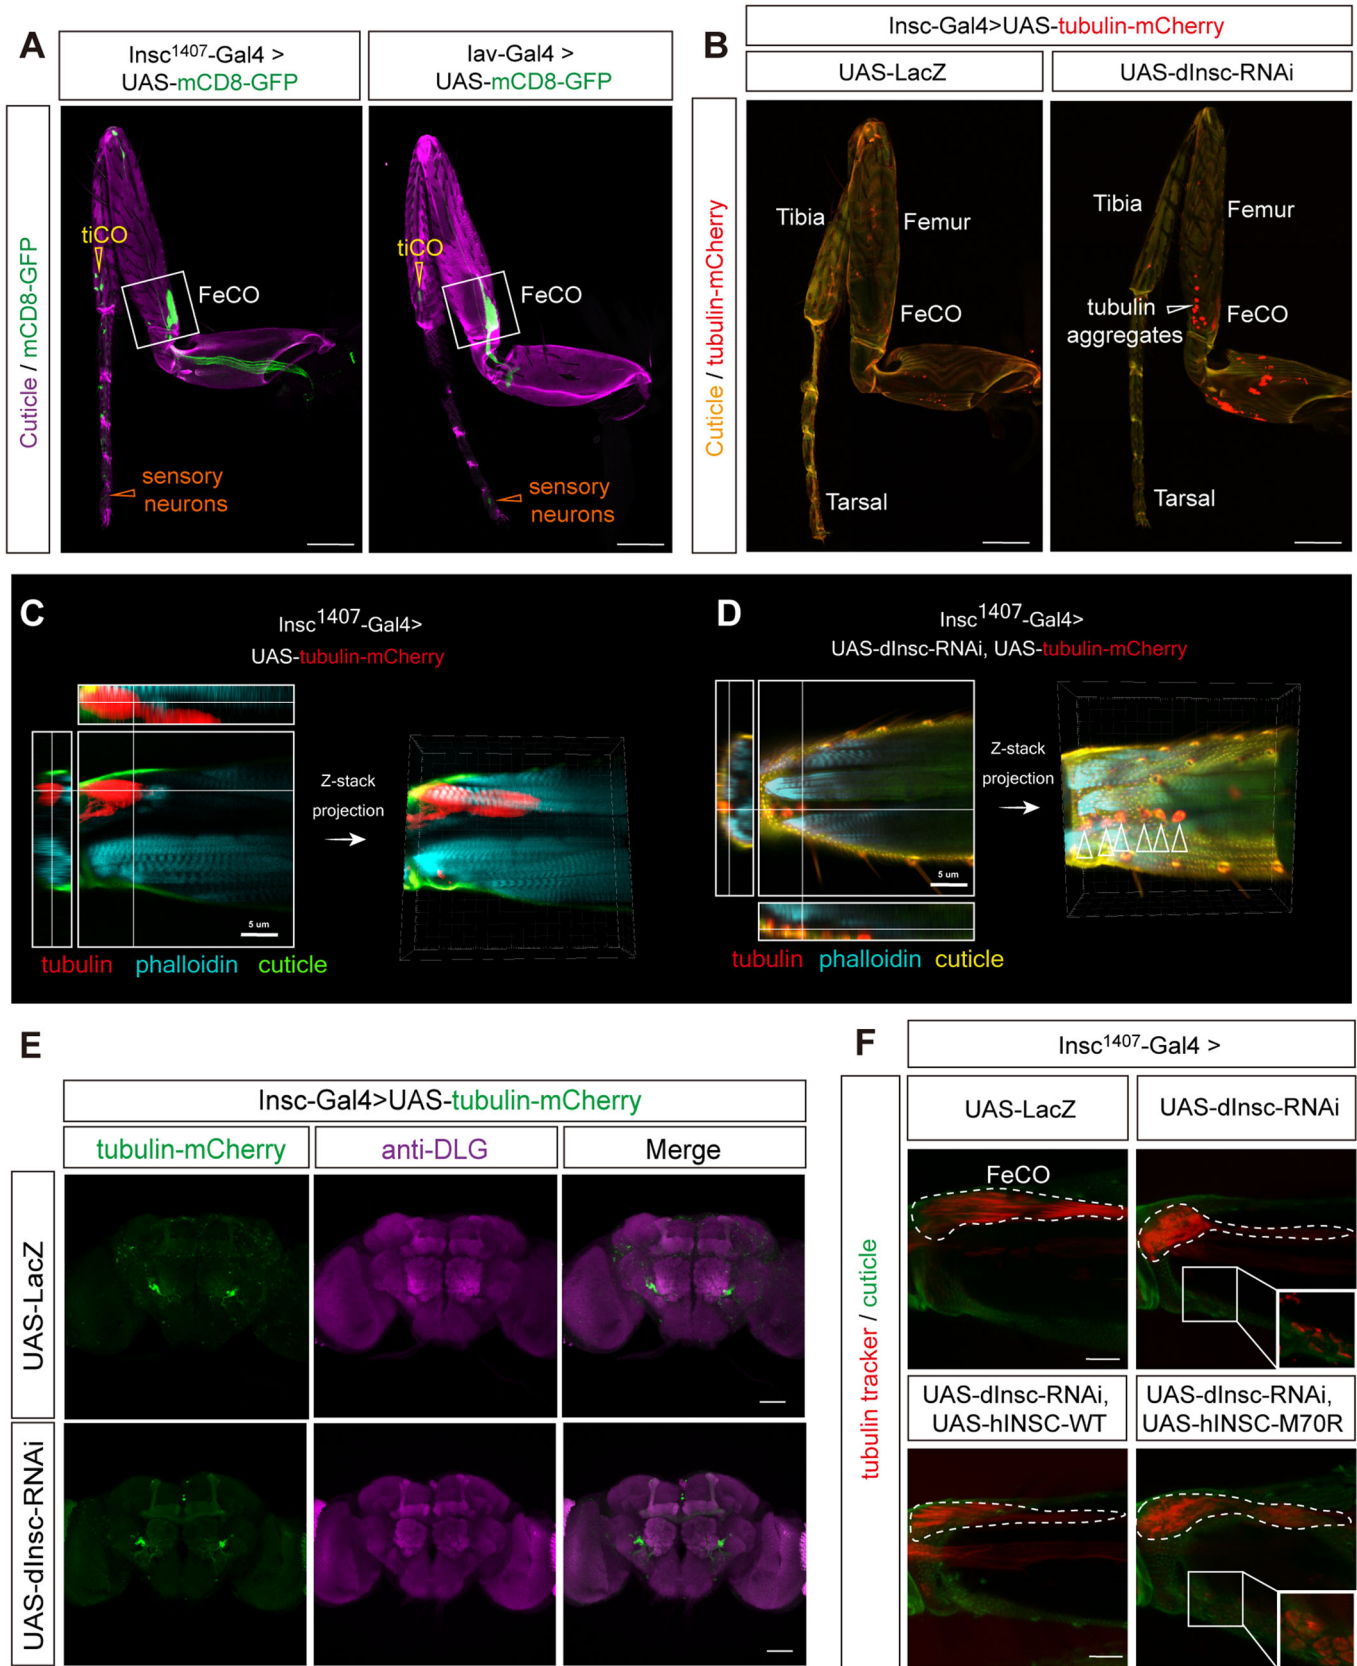 A
Insc1407-Gal4 >
UAS-mCD8-GFP
Iav-Gal4 >
UAS-mCD8-GFP
Cuticle / mCD8-GFP
tiCO
FeCO
sensory
neurons
tiCO
FeCO
sensory
neurons
B
Insc-Gal4>UAS-tubulin-mCherry
UAS-LacZ
UAS-dInsc-RNAi
Cuticle / tubulin-mCherry
Tibia
Femur
FeCO
Tarsal
Tibia
Femur
tubulin
aggregates
FeCO
Tarsal
C
Insc1407-Gal4>
UAS-tubulin-mCherry
Z-stack
projection
5 um
tubulin phalloidin cuticle
D
Insc1407-Gal4>
UAS-dInsc-RNAi, UAS-tubulin-mCherry
Z-stack
projection
5 um
tubulin phalloidin cuticle
E
Insc-Gal4>UAS-tubulin-mCherry
tubulin-mCherry
anti-DLG
Merge
UAS-LacZ
UAS-dInsc-RNAi
F
Insc1407-Gal4 >
UAS-LacZ
UAS-dInsc-RNAi
tubulin tracker / cuticle
FeCO
UAS-dInsc-RNAi,
UAS-hINSC-WT
UAS-dInsc-RNAi,
UAS-hINSC-M70R